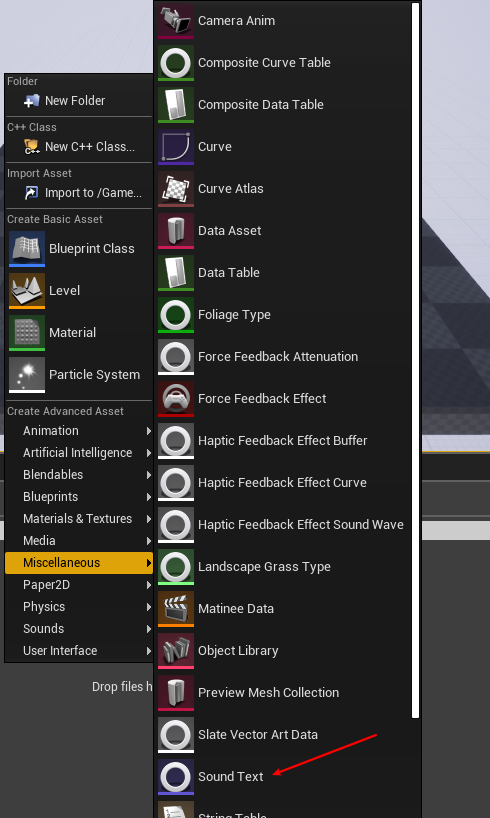 Folder
New Folder
C++ Class
New C++ Class...
Import Asset
Import to /Game...
Create Basic Asset
Blueprint Class
Level
Material
Particle System
Create Advanced Asset
Animation
Artificial Intelligence
Blendables
Blueprints
Materials & Textures
Media
Miscellaneous
Paper2D
Physics
Sounds
User Interface
Drop files h
Camera Anim
Composite Curve Table
Composite Data Table
Curve
Curve Atlas
Data Asset
Data Table
Foliage Type
Force Feedback Attenuation
Force Feedback Effect
Haptic Feedback Effect Buffer
Haptic Feedback Effect Curve
Haptic Feedback Effect Sound Wave
Landscape Grass Type
Matinee Data
Object Library
Preview Mesh Collection
Slate Vector Art Data
Sound Text
String Table